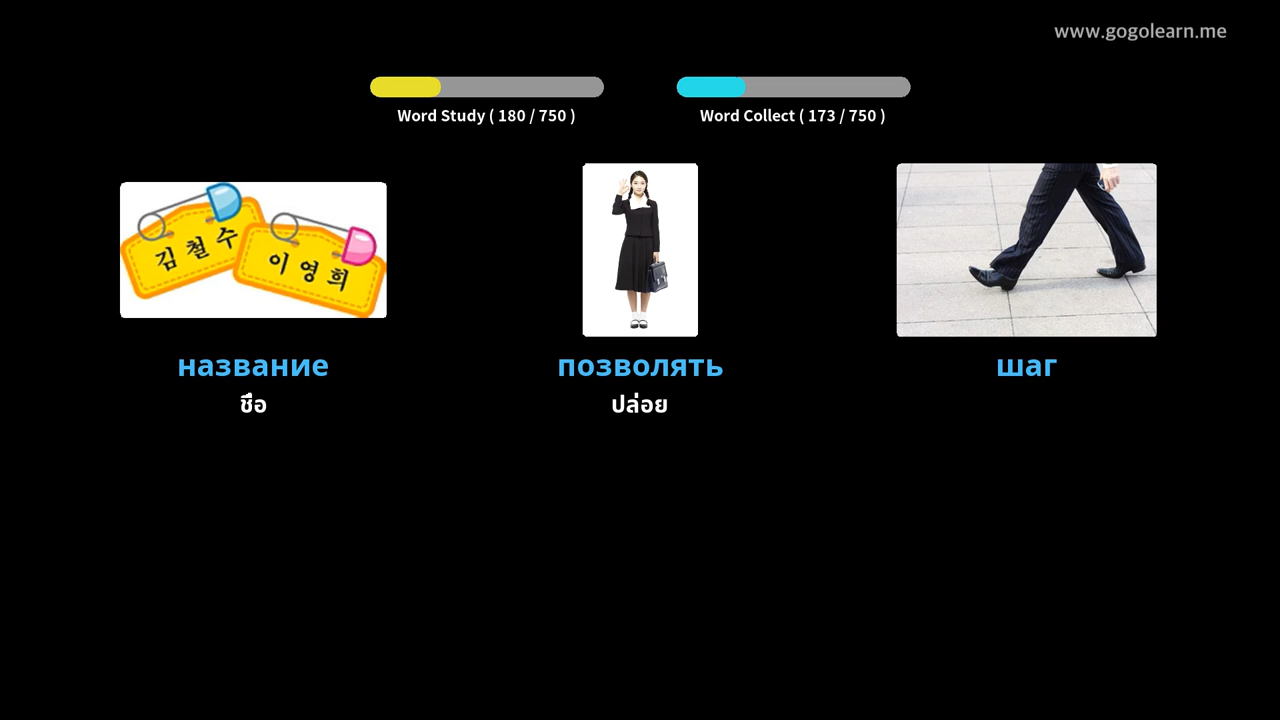 www.gogolearn.me
Word Study ( 180 / 750 )
Word Collect ( 173 / 750 )
김철수
이영희
название
позволять
шаг
ชื่อ
ปล่อย